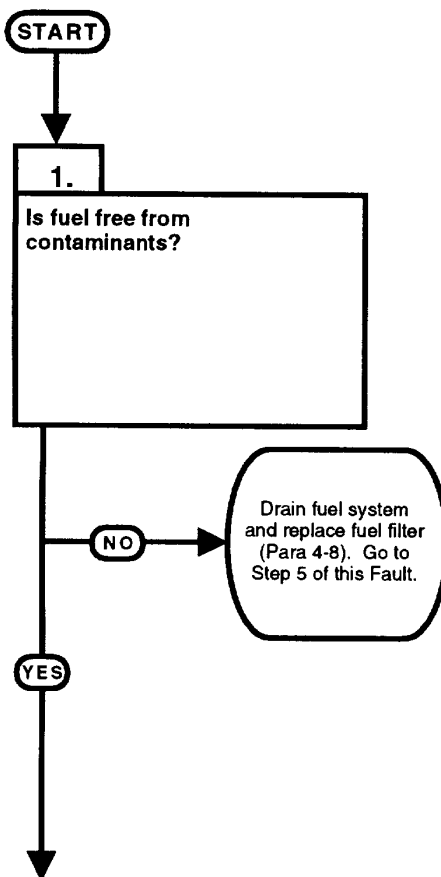 START
1.
Is fuel free from
contaminants?
Drain fuel system
and replace fuel filter
(Para 4-8). Go to
Step 5 of this Fault.
NO
YES